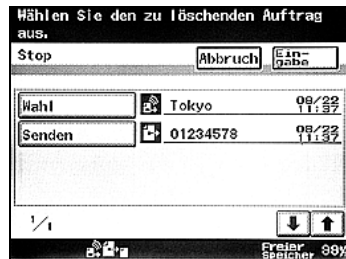 Wählen Sie den zu löschenden Auftrag
aus.
Stop Abbruch Ein-
gabe
Wahl Tokyo 08/22
11:37
Senden 01234578 08/22
11:37
1/1
Freier
Speicher 99%